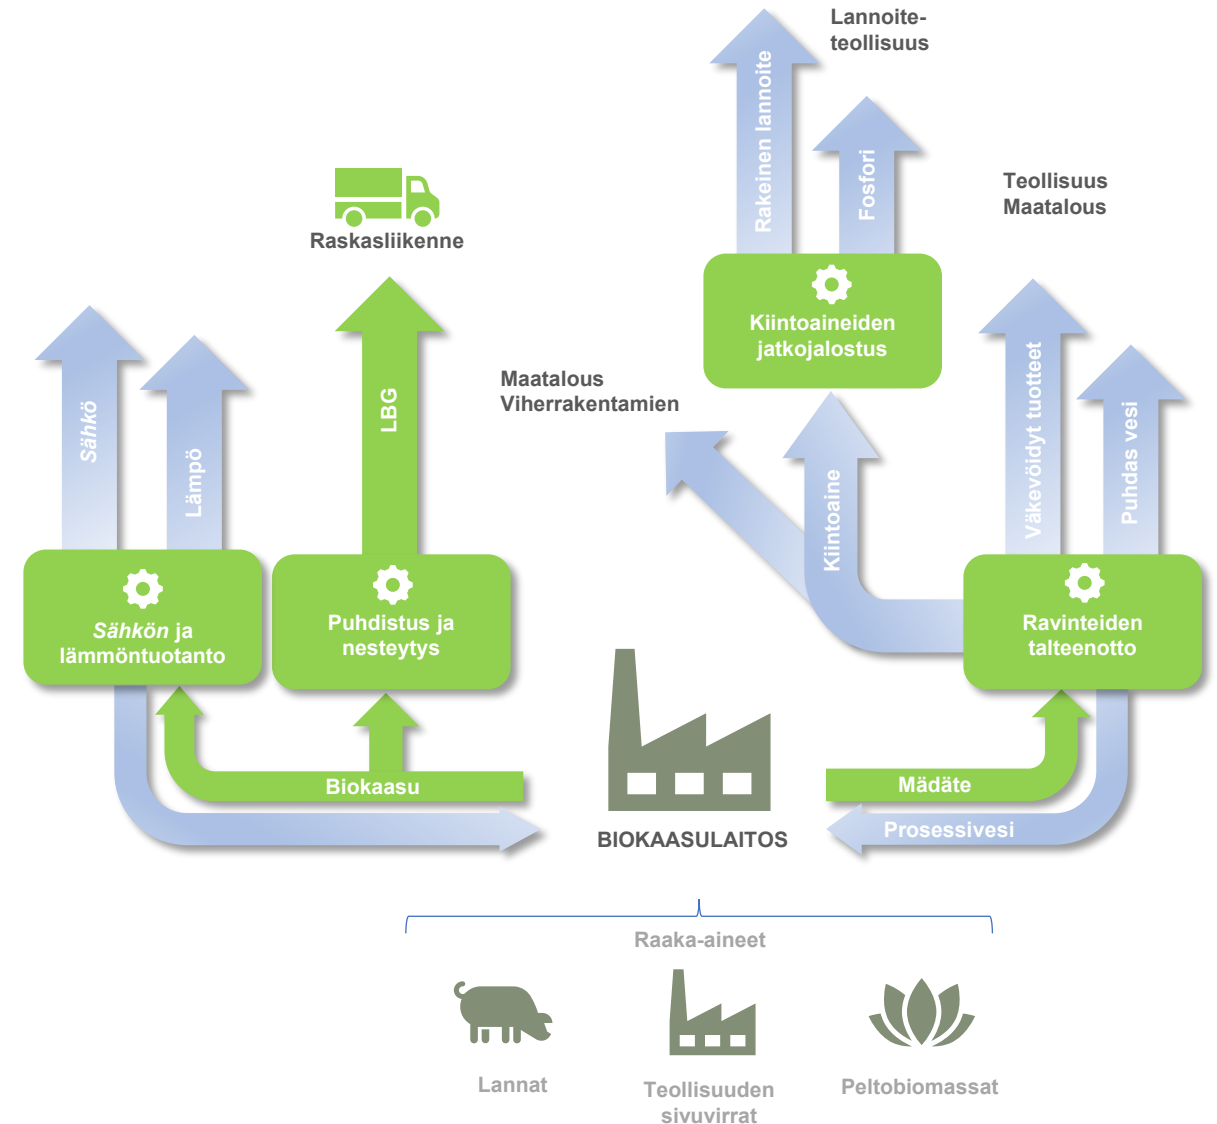 Lannoite-
teollisuus
Rakeinen lannoite
Fosfori
Teollisuus
Maatalous
Raskasliikenne
Kiintoaineiden
jatkojalostus
Maatalous
Viherrakentamien
Sähkö
Lämpö
LBG
Kiintoaine
Väkevöidyt tuotteet
Puhdas vesi
Sähkön ja
lämmöntuotanto
Puhdistus ja
nesteytys
Ravinteiden
talteenotto
Biokaasu
Mädäte
Prosessivesi
BIOKAASULAITOS
Raaka-aineet
Lannat
Teollisuuden
sivuvirrat
Peltobiomassat